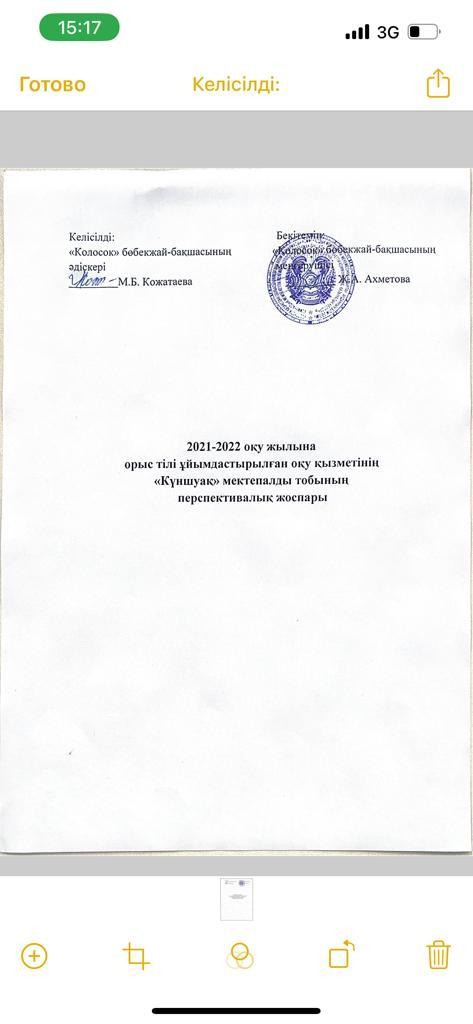 15:17
3G
Готово
Келісілді:
Келісілді:
«Колосок» бөбекжай-бақшасының
әдіскері
М.Б. Кожатаева
Бекітемін:
«Колосок» бөбекжай-бақшасының
меңгерушісі
Ж.А. Ахметова
2021-2022 оқу жылына
орыс тілі ұйымдастырылған оқу қызметінің
«Күншуақ» мектепалды тобының
перспективалық жоспары